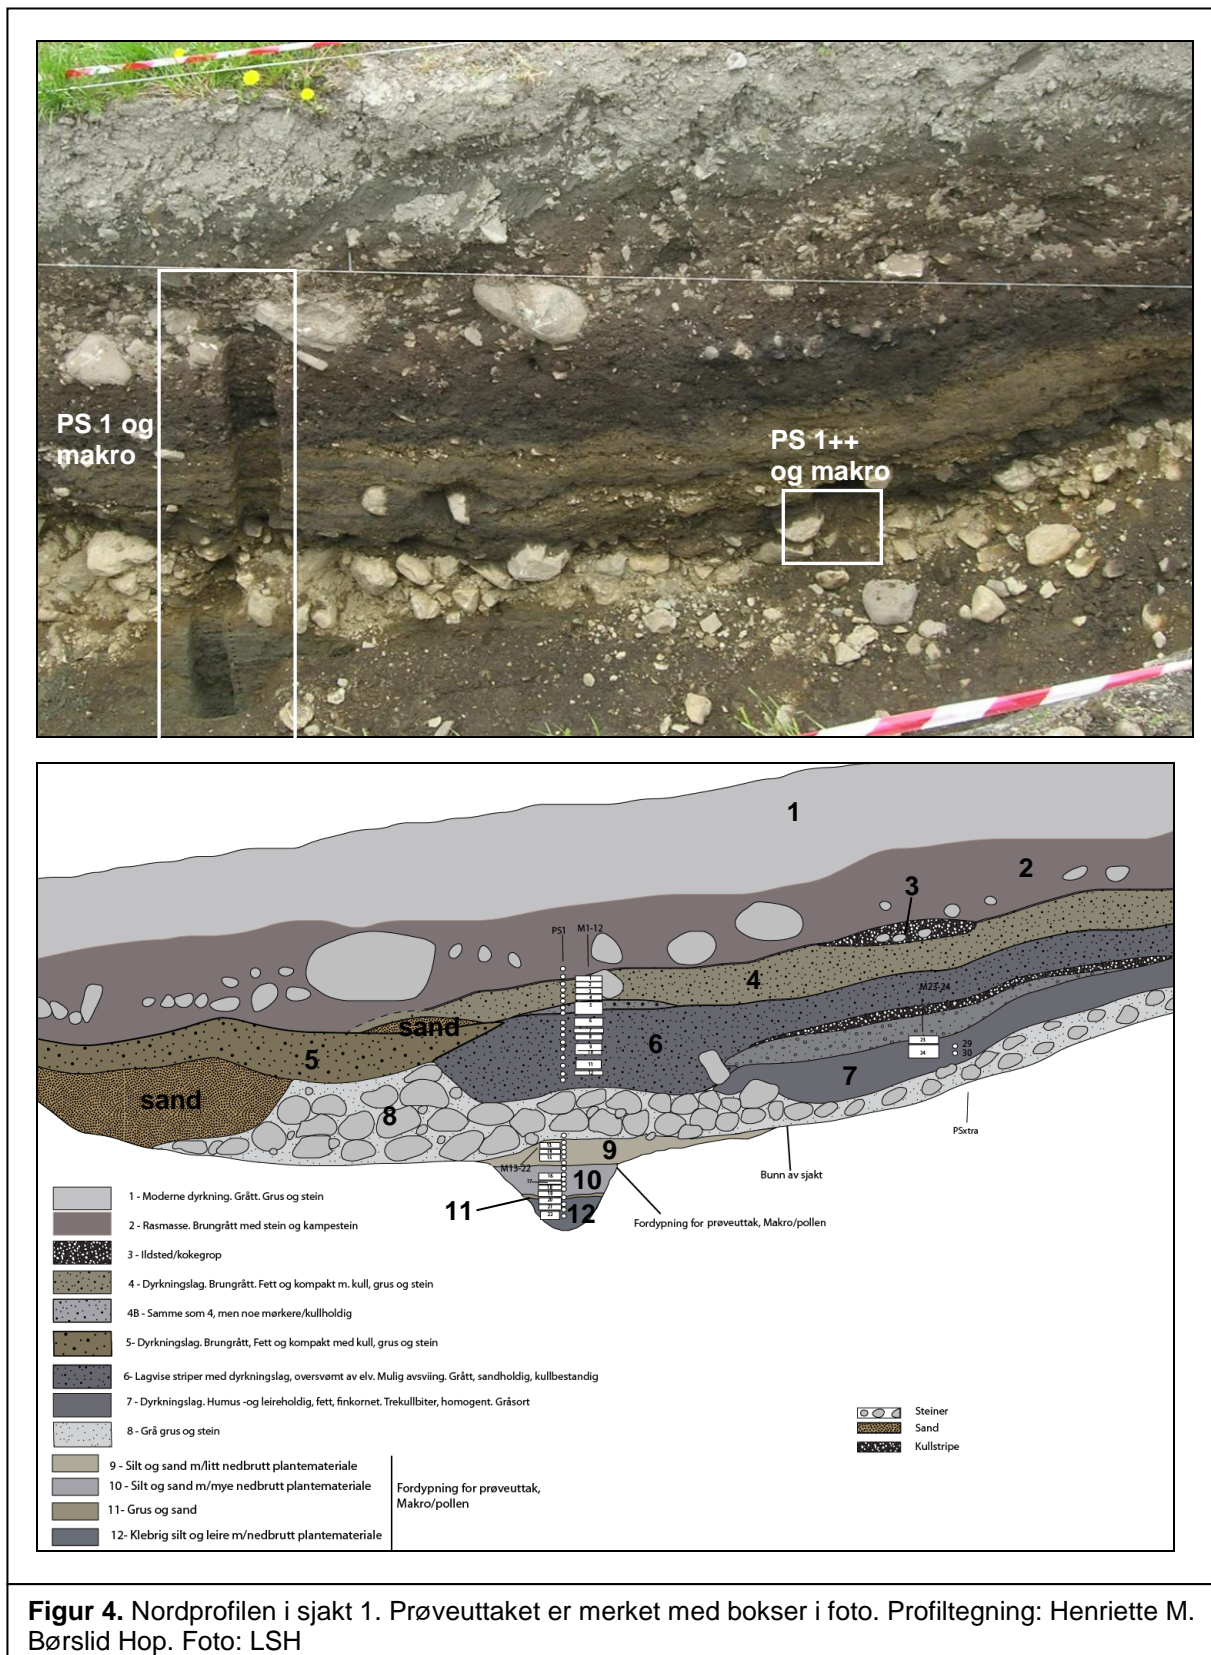 PS 1 og
makro
PS 1++
og makro
1
2
3
PS1
M1-12
4
M23-24
sand
5
6
23
24
29
30
7
sand
8
PSxtra
9
M13-22
Bunn av sjakt
10
11
12
Fordypning for prøveuttak, Makro/pollen
1 - Moderne dyrkning. Grått. Grus og stein
2 - Rasmasse. Brungrått med stein og kampestein
3 - Ildsted/kokegrop
4 - Dyrkningslag. Brungrått. Fett og kompakt m. kull, grus og stein
4B - Samme som 4, men noe mørkere/kullholdig
5- Dyrkningslag. Brungrått, Fett og kompakt med kull, grus og stein
6- Lagvise striper med dyrkningslag, oversvømt av elv. Mulig avsviing. Grått, sandholdig, kullbestandig
7 - Dyrkningslag. Humus -og leireholdig, fett, finkornet. Trekullbiter, homogent. Gråsort
8 - Grå grus og stein
9 - Silt og sand m/litt nedbrutt plantemateriale
10 - Silt og sand m/mye nedbrutt plantemateriale
11- Grus og sand
12- Klebrig silt og leire m/nedbrutt plantemateriale
Fordypning for prøveuttak,
Makro/pollen
Steiner
Sand
Kullstripe
Figur 4. Nordprofilen i sjakt 1. Prøveuttaket er merket med bokser i foto. Profiltegning: Henriette M.
Børslid Hop. Foto: LSH